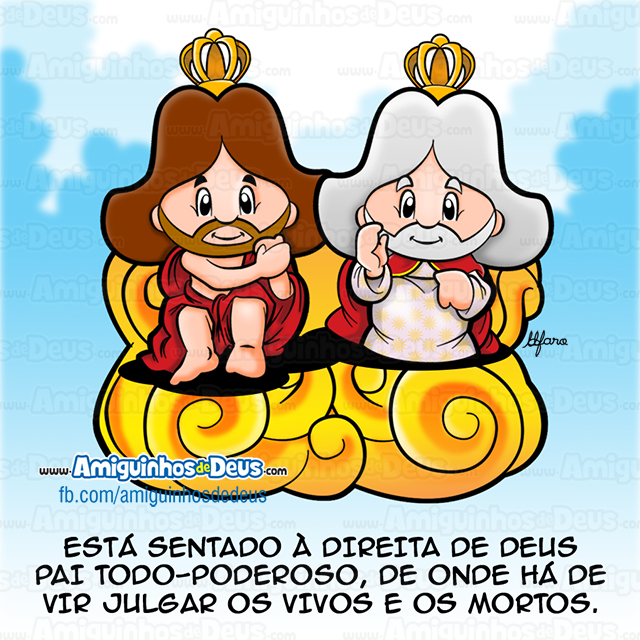 Alfaro
www.AmiguinhosdeDeus.com
fb.com/amiguinhosdedeus
ESTÁ SENTADO À DIREITA DE DEUS
PAI TODO-PODEROSO, DE ONDE HÁ DE
VIR JULGAR OS VIVOS E OS MORTOS.